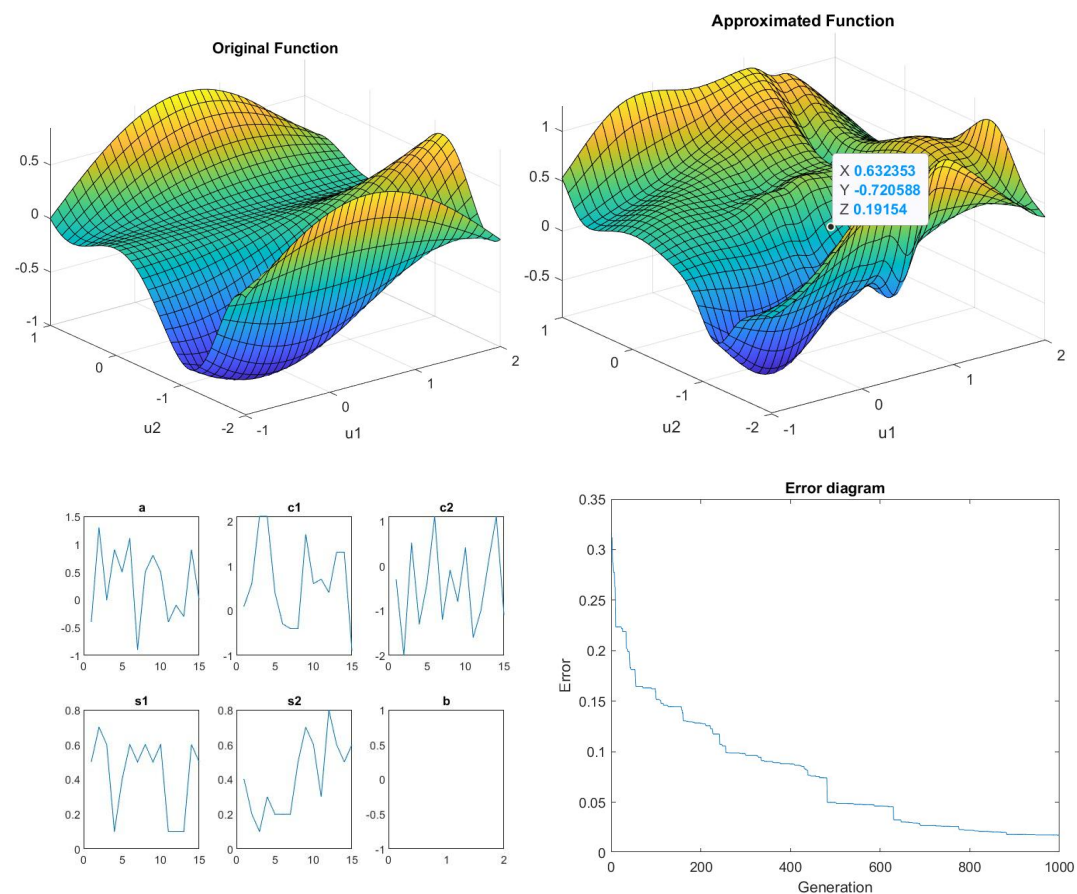 Original Function
0.5
0
-0.5
-1
1
0
-1
-2
u2
-1
0
1
2
u1
Approximated Function
1
0.5
0
-0.5
1
0
-1
-2
u2
-1
0
1
2
u1
X 0.632353
Y -0.720588
Z 0.19154
a
1.5
1
0.5
0
-0.5
-1
0 5 10 15
c1
2
1
0
-1
0 5 10 15
c2
1
0
-1
-2
0 5 10 15
s1
0.8
0.6
0.4
0.2
0
0 5 10 15
s2
0.8
0.6
0.4
0.2
0
0 5 10 15
b
1
0.5
0
-0.5
-1
0 1 2
Error diagram
0.35
0.3
0.25
0.2
0.15
0.1
0.05
0
Error
0 200 400 600 800 1000
Generation